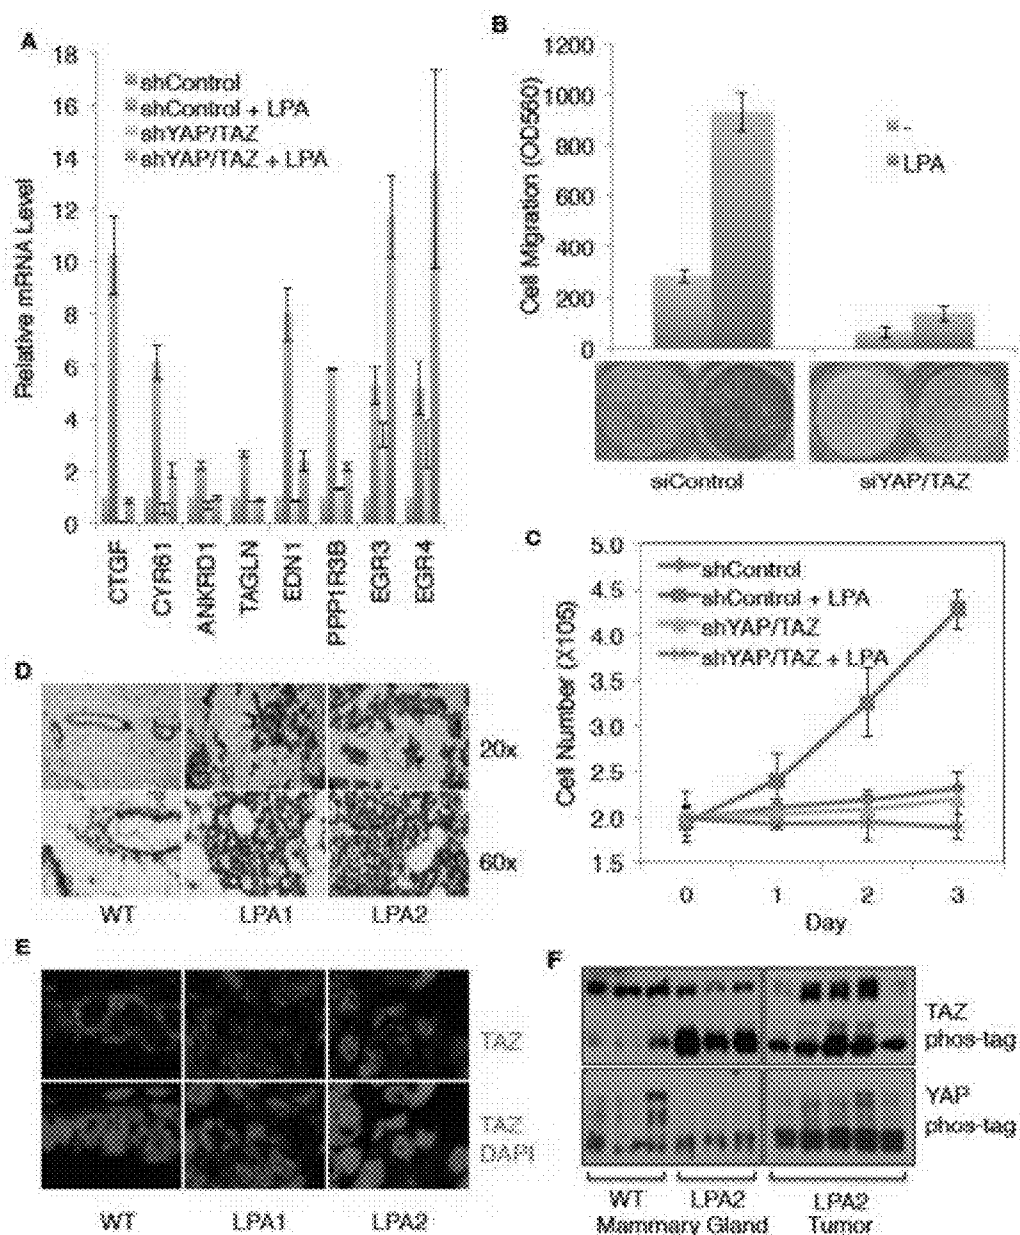 A
18
16
14
12
10
8
6
4
2
0
Relative mRNA Level
shControl
shControl + LPA
shYAP/TAZ
shYAP/TAZ + LPA
CTGF
CYR61
ANKRD1
TAGLN
EDN1
PPP1R3B
EGR3
EGR4
B
1200
1000
800
600
400
200
0
Cell Migration (OD560)
-
LPA
siControl
siYAP/TAZ
C
5.0
4.5
4.0
3.5
3.0
2.5
2.0
1.5
Cell Number (X105)
shControl
shControl + LPA
shYAP/TAZ
shYAP/TAZ + LPA
0 1 2 3
Day
D
20x
60x
WT LPA1 LPA2
E
TAZ
TAZ
DAPI
WT LPA1 LPA2
F
TAZ
phos-tag
YAP
phos-tag
WT LPA2 LPA2
Mammary Gland Tumor